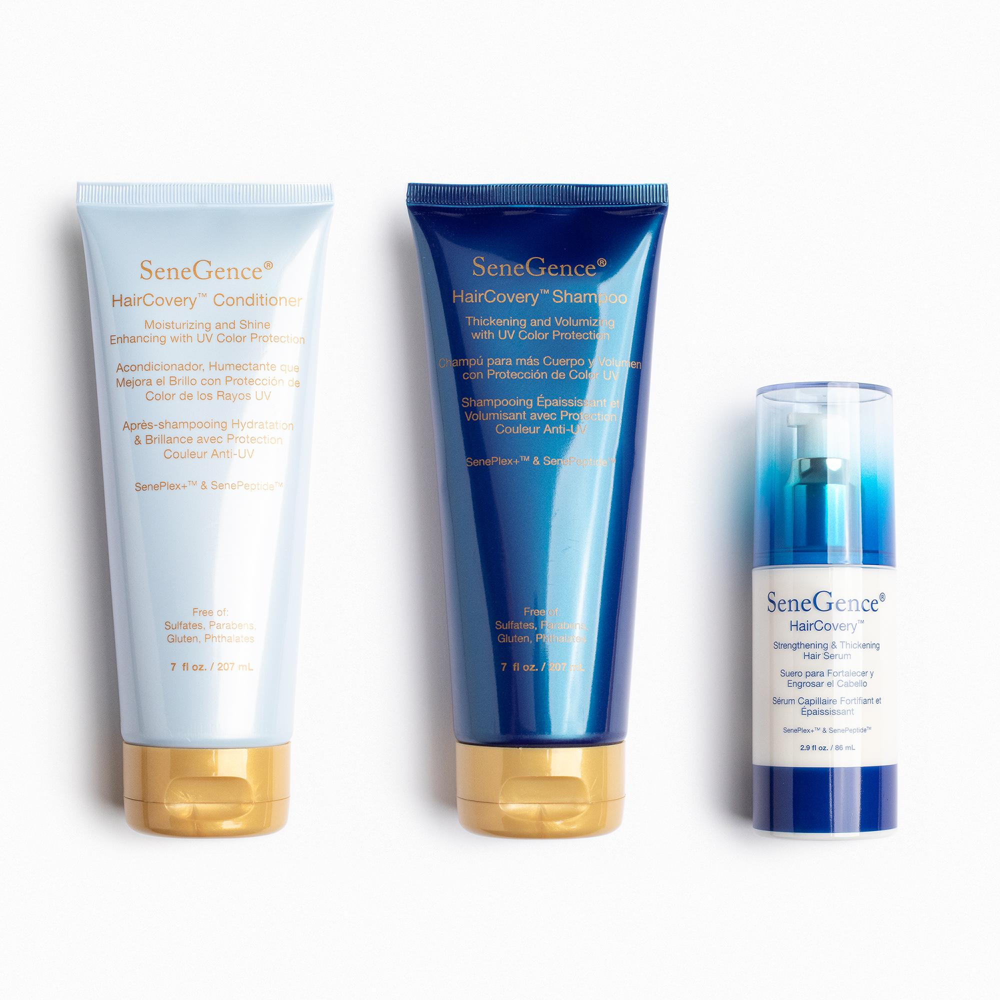 SeneGence®
HairCovery™ Conditioner
Moisturizing and Shine
Enhancing with UV Color Protection
Acondicionador, Humectante que
Mejora el Brillo con Protección de
Color de los Rayos UV
Après-shampooing Hydratation
& Brillance avec Protection
Couleur Anti-UV
SenePlex+™ & SenePeptide™
Free of:
Sulfates, Parabens,
Gluten, Phthalates
7 fl oz. / 207 mL
SeneGence®
HairCovery™ Shampoo
Thickening and Volumizing
with UV Color Protection
Champú para más Cuerpo y Volumen
con Protección de Color UV
Shampooing Épaississant et
Volumisant avec Protection
Couleur Anti-UV
SenePlex+™ & SenePeptide™
Free of:
Sulfates, Parabens,
Gluten, Phthalates
7 fl oz. / 207 mL
SeneGence®
HairCovery™
Strengthening & Thickening
Hair Serum
Suero para Fortalecer y
Engrosar el Cabello
Sérum Capillaire Fortifiant et
Épaississant
SenePlex+™ & SenePeptide™
2.9 fl oz. / 86 mL